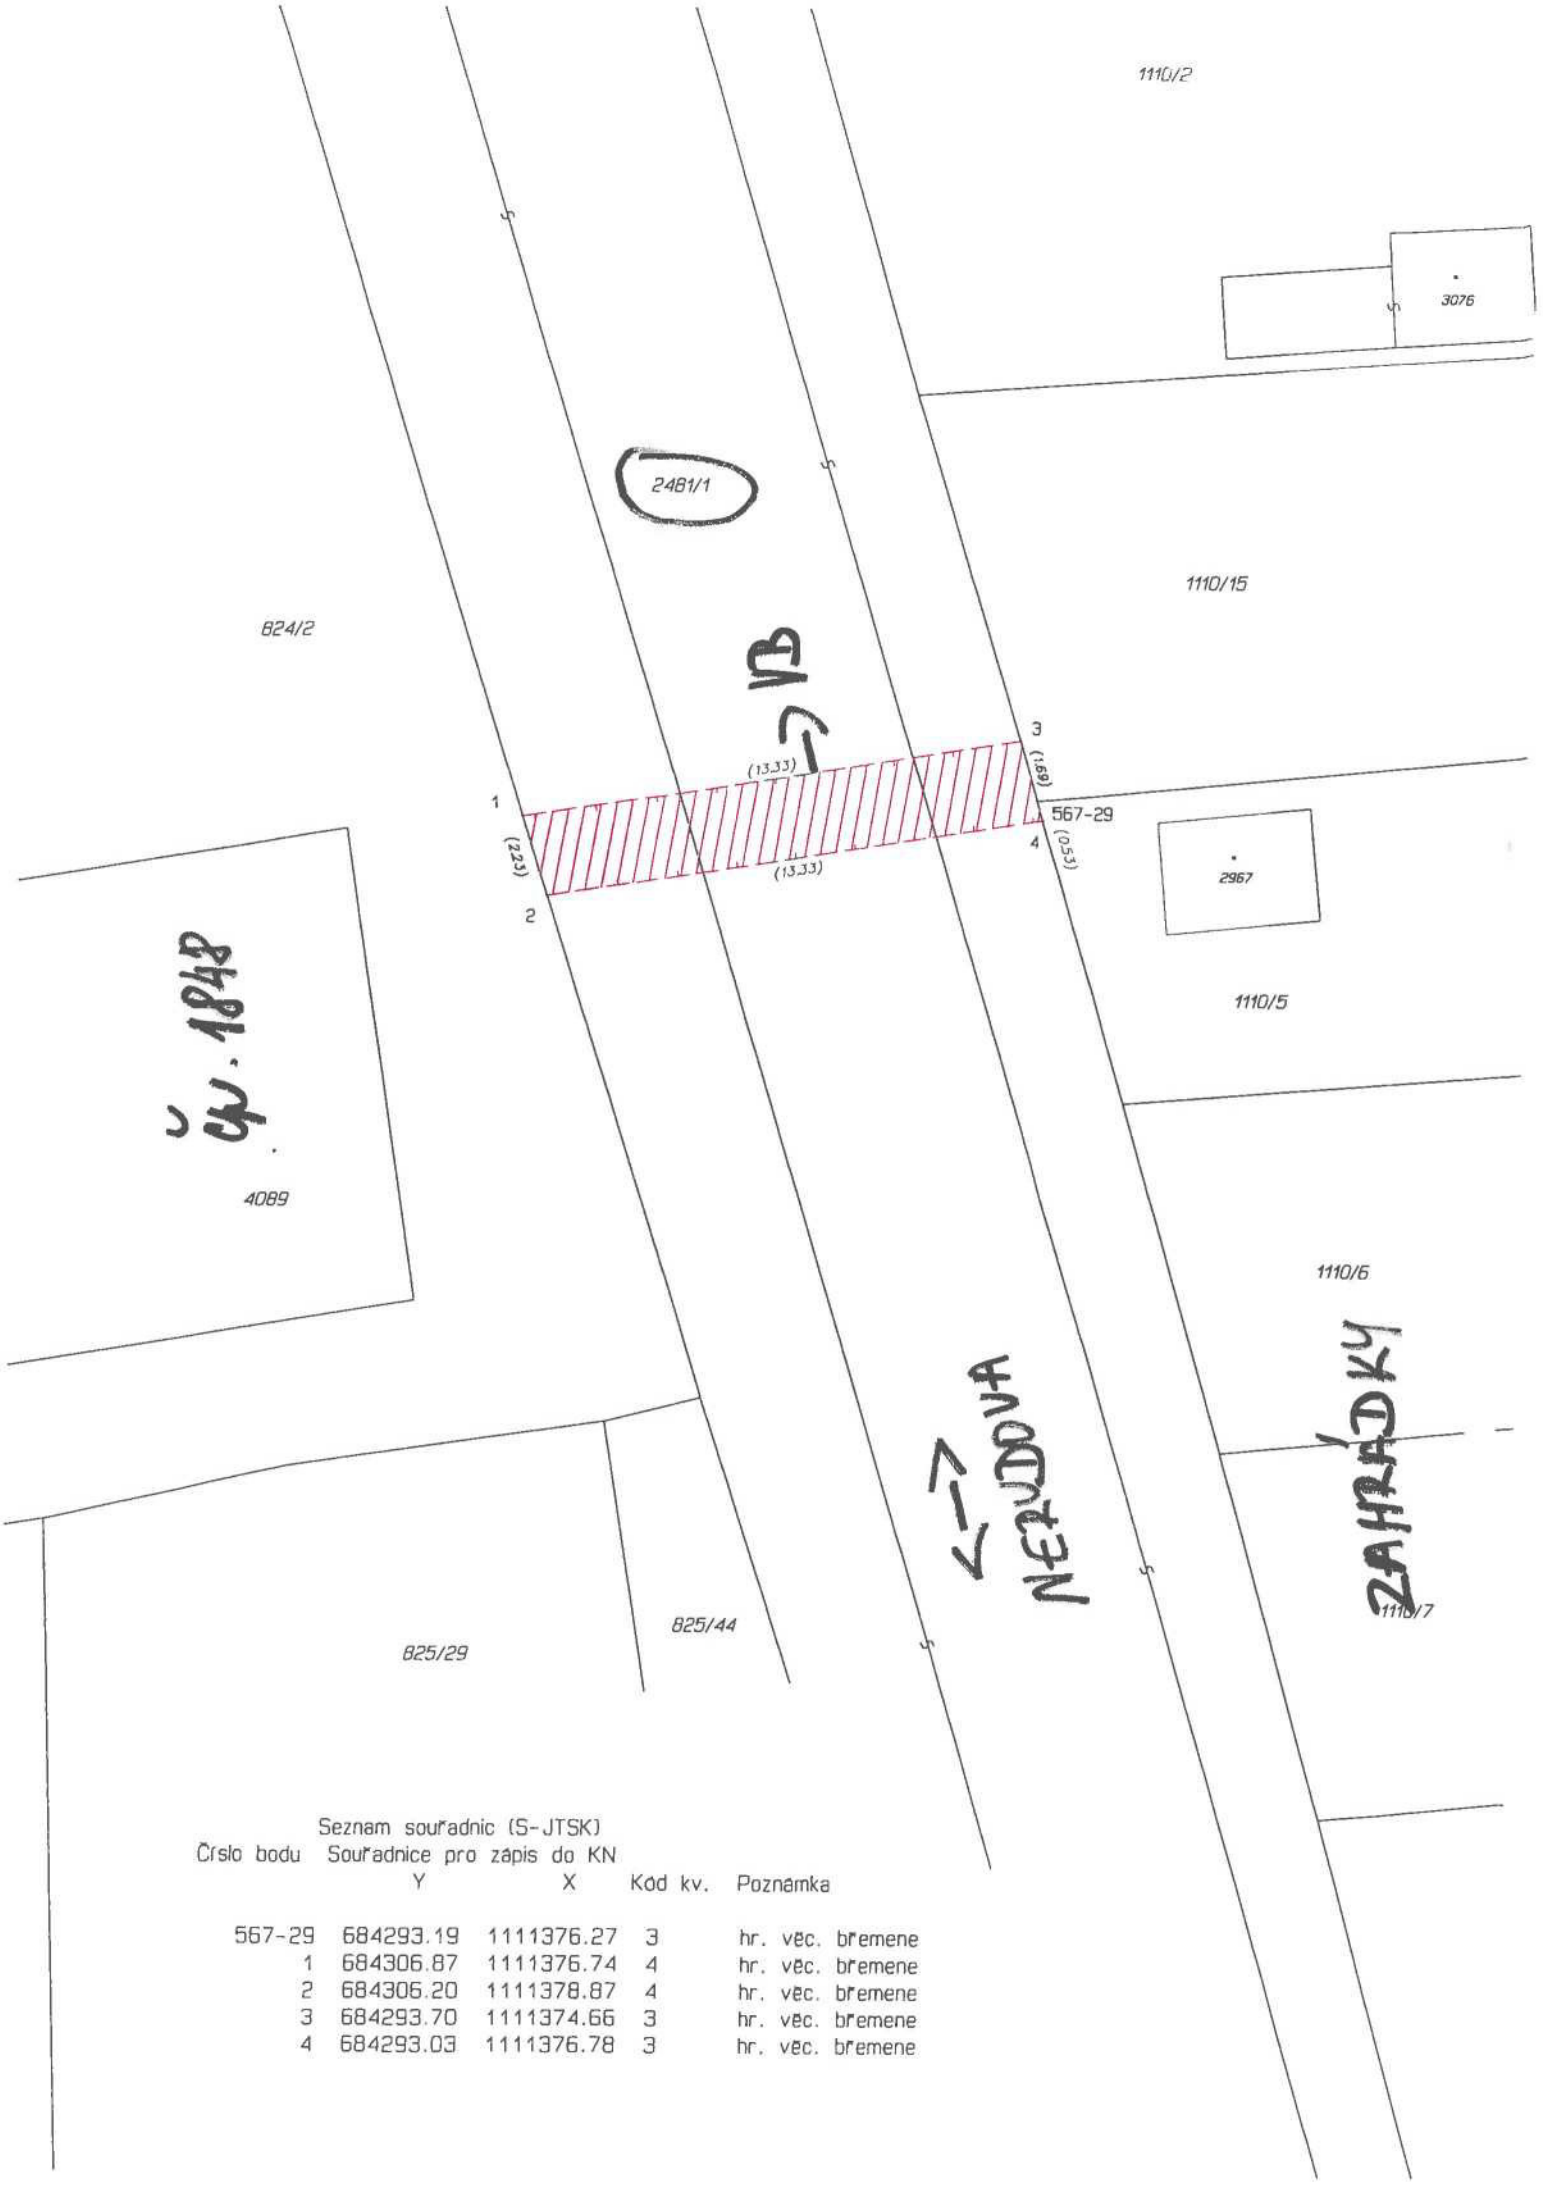 1110/2
3076
2481/1
1110/15
824/2
VB
3
(13.33)
(1.69)
1
567-29
4
(2.23)
(0.53)
(13.33)
2967
2
čp. 1848
1110/5
4089
1110/6
NERUDOVA
ZAHRÁDKY
1110/7
825/44
825/29
Seznam souřadnic (S-JTSK)
Číslo bodu Souřadnice pro zápis do KN
Y X Kód kv. Poznámka
567-29 684293.19 1111376.27 3 hr. věc. břemene
1 684306.87 1111376.74 4 hr. věc. břemene
2 684306.20 1111378.87 4 hr. věc. břemene
3 684293.70 1111374.66 3 hr. věc. břemene
4 684293.03 1111376.78 3 hr. věc. břemene